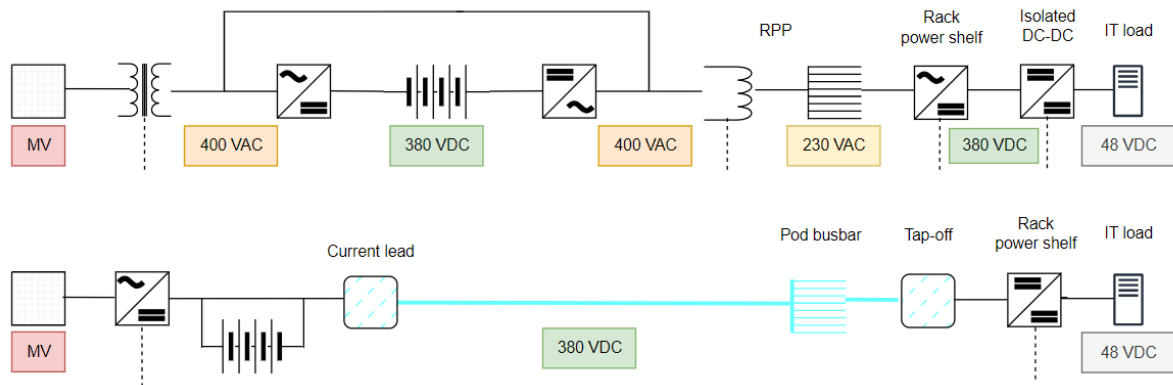 RPP
Rack
power shelf
Isolated
DC-DC
IT load
MV
400 VAC
380 VDC
400 VAC
230 VAC
380 VDC
48 VDC
Current lead
Pod busbar
Tap-off
Rack
power shelf
IT load
MV
380 VDC
48 VDC